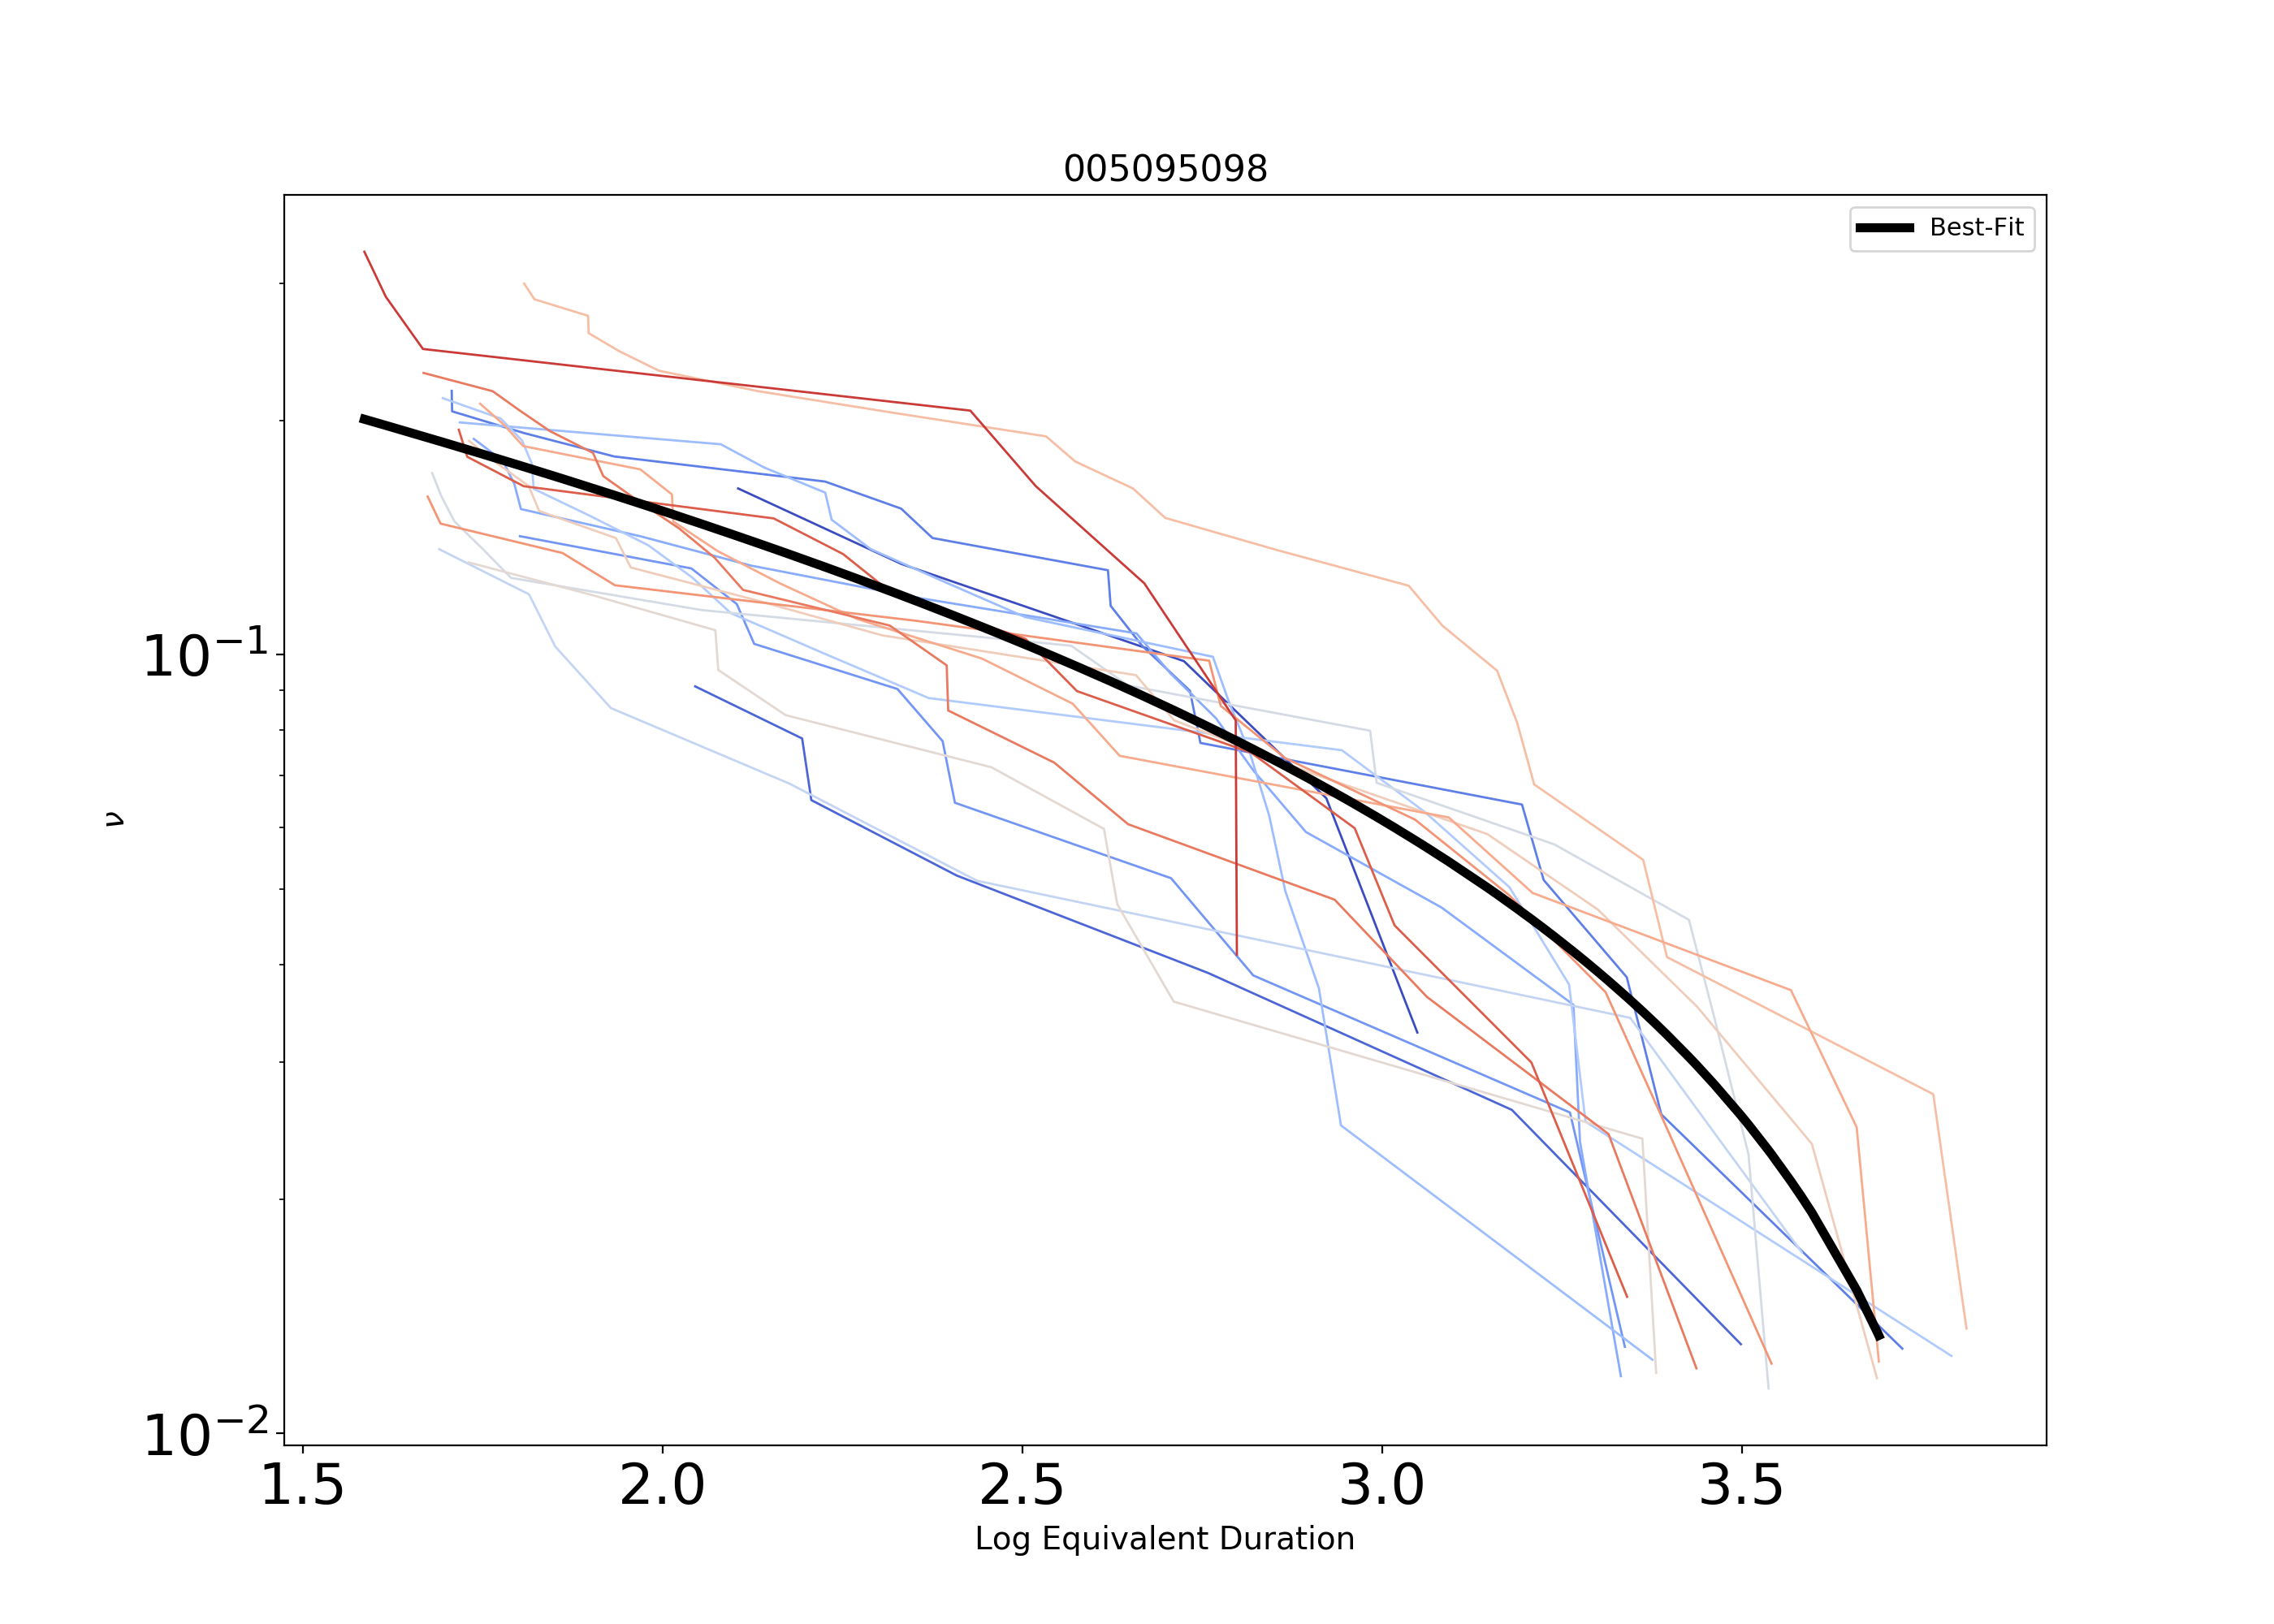 005095098
Best-Fit
10⁻¹
ν
10⁻²
1.5 2.0 2.5 3.0 3.5
Log Equivalent Duration